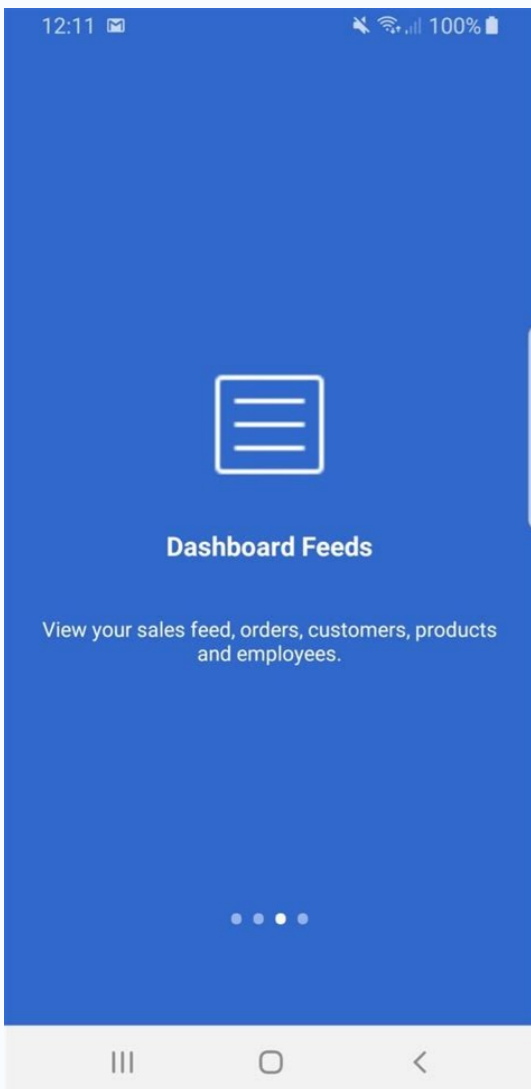 12:11 100%
Dashboard Feeds
View your sales feed, orders, customers, products
and employees.